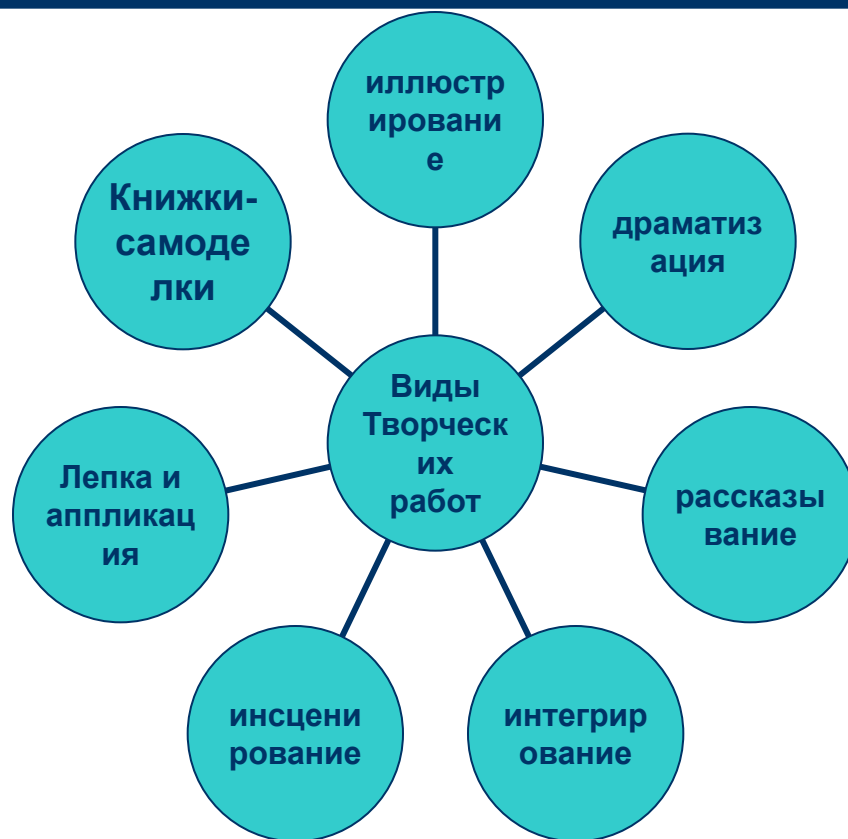 иллюстр
ировани
е
Книжки-
самоде
лки
драматиз
ация
Виды
Творческ
их
работ
Лепка и
аппликац
ия
рассказы
вание
инсцени
рование
интегрир
ование